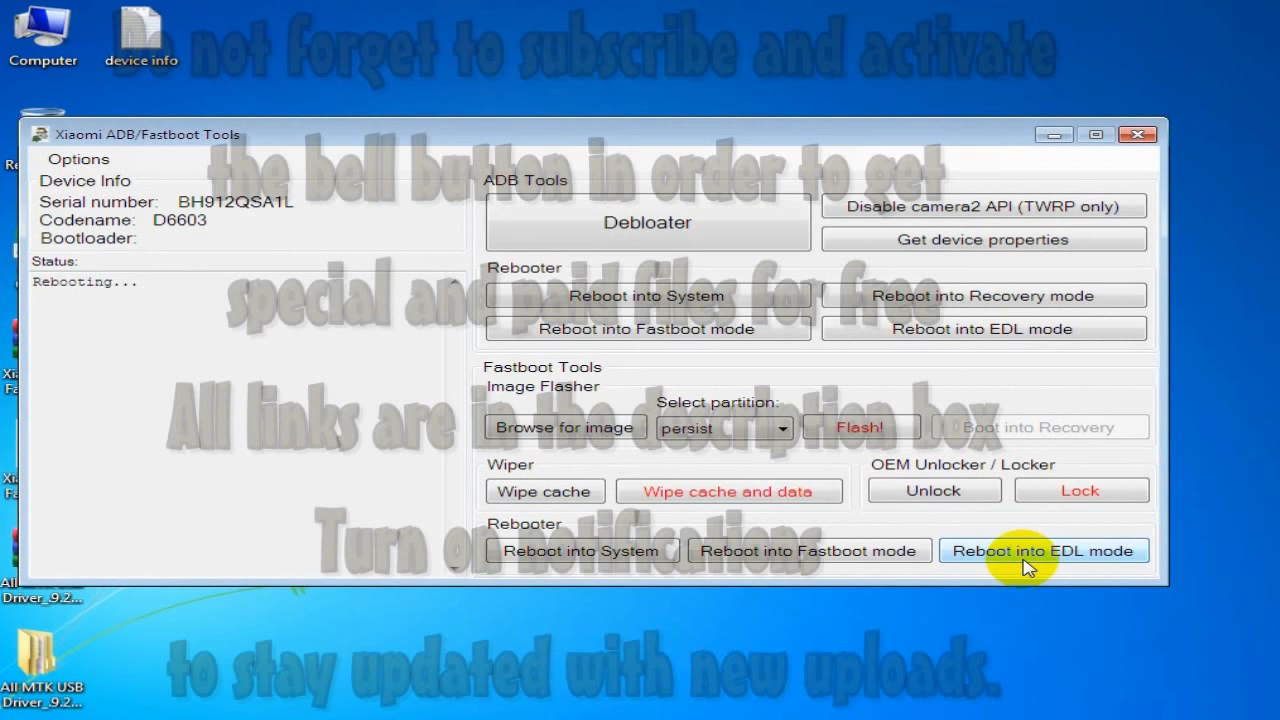 Do not forget to subscribe and activate
the bell button in order to get
special and paid files for free
All links are in the description box
Turn on notifications
to stay updated with new uploads.
Computer
device info
Xiaomi ADB/Fastboot Tools
Options
Device Info
Serial number: BH912QSA1L
Codename: D6603
Bootloader:
Status:
Rebooting...
ADB Tools
Debloater
Disable camera2 API (TWRP only)
Get device properties
Rebooter
Reboot into System
Reboot into Recovery mode
Reboot into Fastboot mode
Reboot into EDL mode
Fastboot Tools
Image Flasher
Select partition:
Browse for image
persist
Flash!
Boot into Recovery
Wiper
Wipe cache
Wipe cache and data
OEM Unlocker / Locker
Unlock
Lock
Rebooter
Reboot into System
Reboot into Fastboot mode
Reboot into EDL mode
Driver_9.2...
All MTK USB
Driver_9.2...